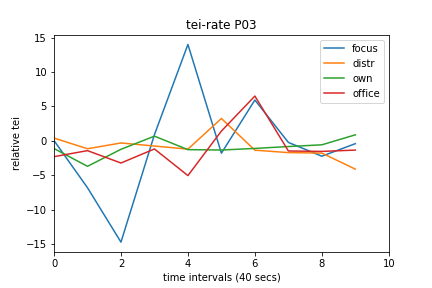 tei-rate P03
15
10
5
0
−5
−10
−15
relative tei
focus
distr
own
office
0 2 4 6 8 10
time intervals (40 secs)